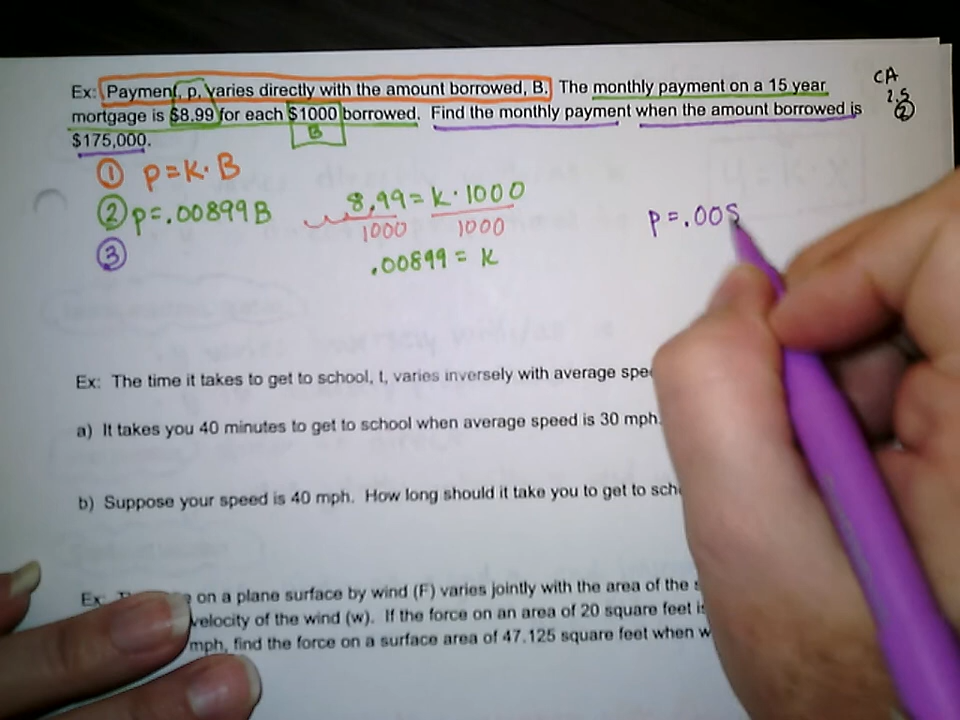 Ex: Payment, p, varies directly with the amount borrowed, B. The monthly payment on a 15 year
mortgage is $8.99 for each $1000 borrowed. Find the monthly payment when the amount borrowed is
$175,000.
B
CA
2.5
②
① p=K·B
② p=.00899B
③
8.99=k·1000
1000 1000
.00899=k
p=.00
Ex: The time it takes to get to school, t, varies inversely with average
a) It takes you 40 minutes to get to school when average speed is 30 mph.
b) Suppose your speed is 40 mph. How long should it take you to get to
Ex: on a plane surface by wind (F) varies jointly with the area of the
velocity of the wind (w). If the force on an area of 20 square feet
mph, find the force on a surface area of 47.125 square feet when